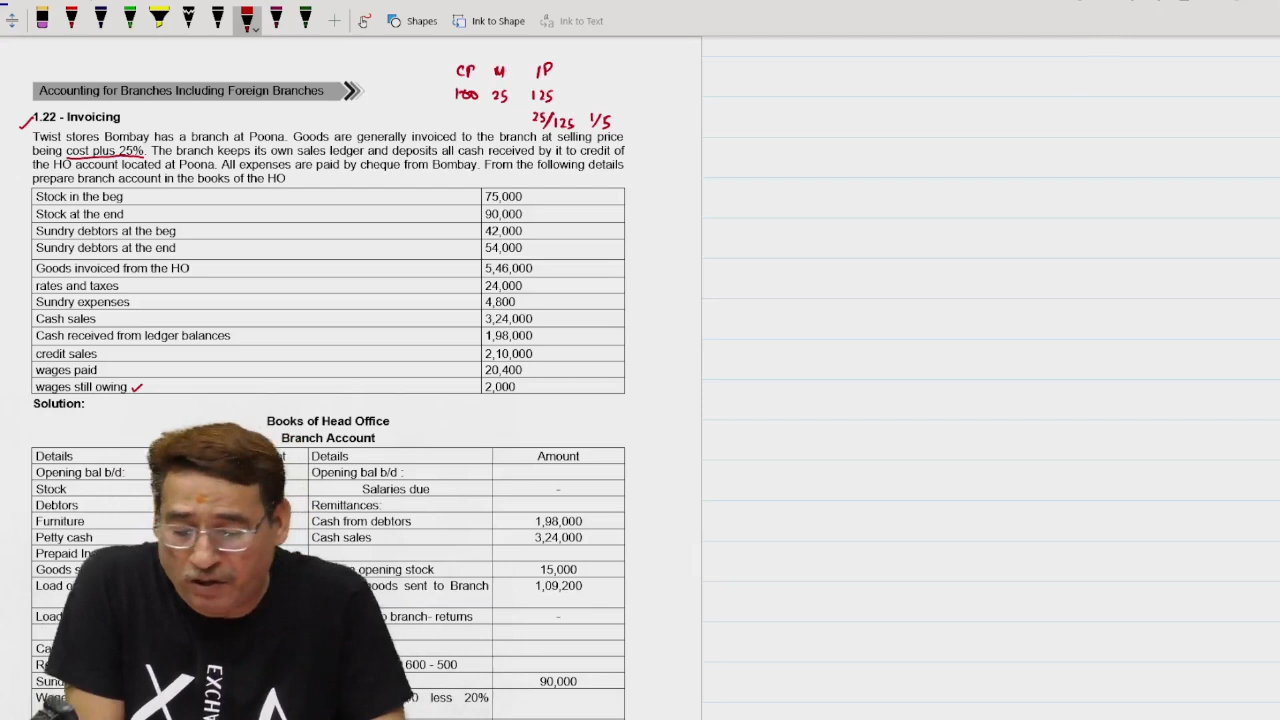 Shapes Ink to Shape Ink to Text
CP M IP
100 25 125
25/125 1/5
Accounting for Branches Including Foreign Branches
1.22 - Invoicing
Twist stores Bombay has a branch at Poona. Goods are generally invoiced to the branch at selling price
being cost plus 25%. The branch keeps its own sales ledger and deposits all cash received by it to credit of
the HO account located at Poona. All expenses are paid by cheque from Bombay. From the following details
prepare branch account in the books of the HO
Stock in the beg 75,000
Stock at the end 90,000
Sundry debtors at the beg 42,000
Sundry debtors at the end 54,000
Goods invoiced from the HO 5,46,000
rates and taxes 24,000
Sundry expenses 4,800
Cash sales 3,24,000
Cash received from ledger balances 1,98,000
credit sales 2,10,000
wages paid 20,400
wages still owing 2,000
Solution:
Books of Head Office
Branch Account
Details Details Amount
Opening bal b/d: Opening bal b/d :
Stock Salaries due -
Debtors Remittances:
Furniture Cash from debtors 1,98,000
Petty cash Cash sales 3,24,000
Prepaid
Goods opening stock 15,000
Load goods sent to Branch 1,09,200
Load to branch- returns -
600 - 500
90,000
less 20%
EXCHA